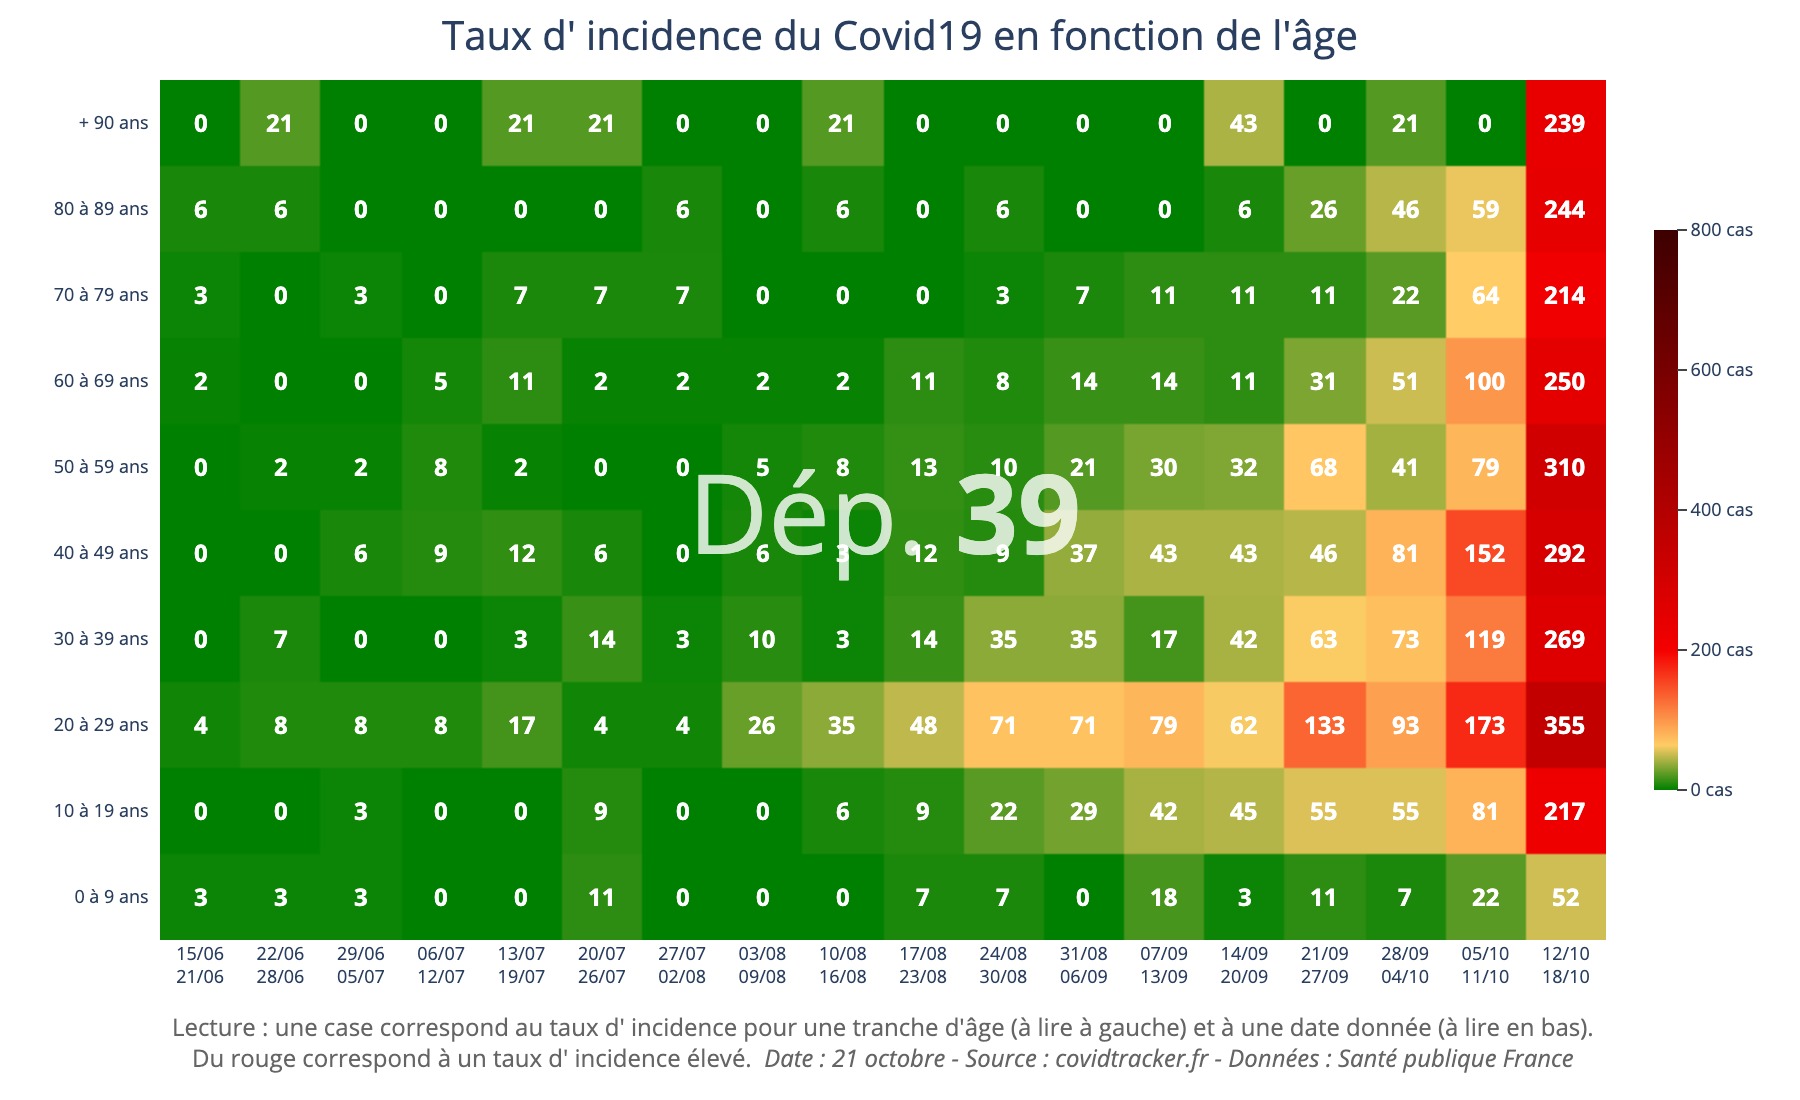 Taux d' incidence du Covid19 en fonction de l'âge
+ 90 ans 0 21 0 0 21 21 0 0 21 0 0 0 0 43 0 21 0 239
80 à 89 ans 6 6 0 0 0 0 6 0 6 0 6 0 0 6 26 46 59 244
70 à 79 ans 3 0 3 0 7 7 7 0 0 0 3 7 11 11 11 22 64 214
60 à 69 ans 2 0 0 5 11 2 2 2 2 11 8 14 14 11 31 51 100 250
50 à 59 ans 0 2 2 8 2 0 0 5 8 13 10 21 30 32 68 41 79 310
Dép. 39
40 à 49 ans 0 0 6 9 12 6 0 6 3 12 9 37 43 43 46 81 152 292
30 à 39 ans 0 7 0 0 3 14 3 10 3 14 35 35 17 42 63 73 119 269
20 à 29 ans 4 8 8 8 17 4 4 26 35 48 71 71 79 62 133 93 173 355
10 à 19 ans 0 0 3 0 0 9 0 0 6 9 22 29 42 45 55 55 81 217
0 à 9 ans 3 3 3 0 0 11 0 0 0 7 7 0 18 3 11 7 22 52
15/06 22/06 29/06 06/07 13/07 20/07 27/07 03/08 10/08 17/08 24/08 31/08 07/09 14/09 21/09 28/09 05/10 12/10
21/06 28/06 05/07 12/07 19/07 26/07 02/08 09/08 16/08 23/08 30/08 06/09 13/09 20/09 27/09 04/10 11/10 18/10
800 cas
600 cas
400 cas
200 cas
0 cas
Lecture : une case correspond au taux d' incidence pour une tranche d'âge (à lire à gauche) et à une date donnée (à lire en bas).
Du rouge correspond à un taux d' incidence élevé. Date : 21 octobre - Source : covidtracker.fr - Données : Santé publique France